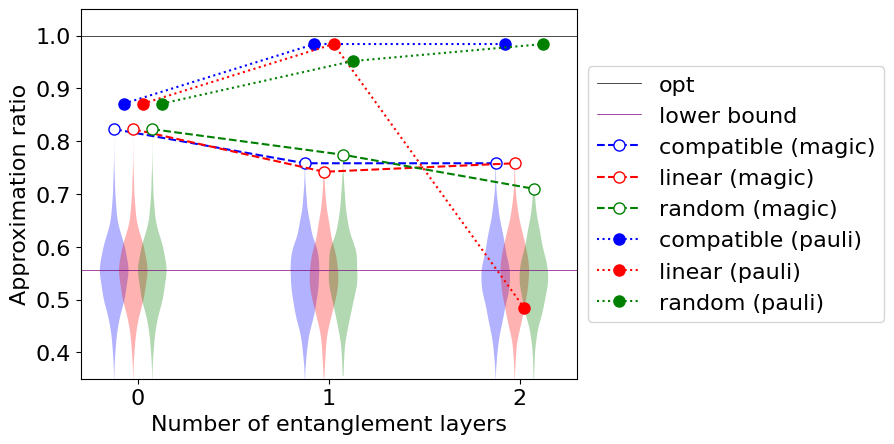 Approximation ratio
1.0
0.9
0.8
0.7
0.6
0.5
0.4
0
1
2
Number of entanglement layers
opt
lower bound
compatible (magic)
linear (magic)
random (magic)
compatible (pauli)
linear (pauli)
random (pauli)